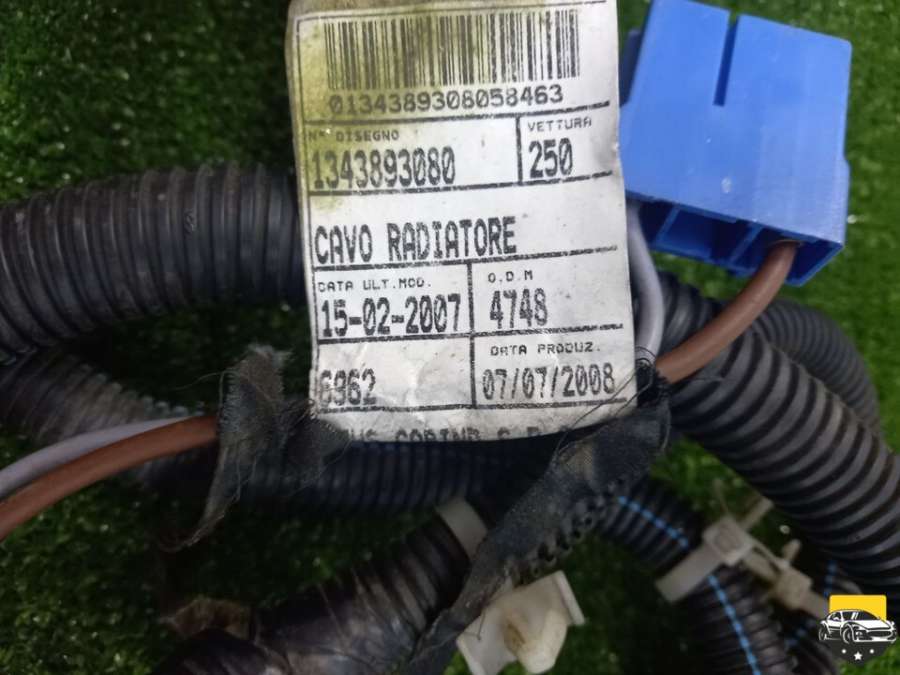 0134389308058463
N° DISEGNO
VETTURA
1343893080
250
CAVO RADIATORE
DATA ULT.MOD.
O.D.M
15-02-2007
4748
DATA PRODUZ.
6962
07/07/2008